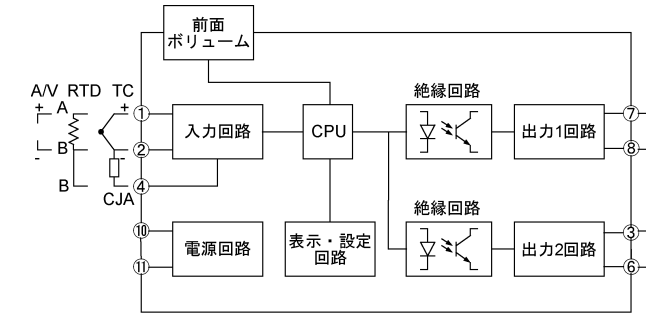 前面
ボリューム
A/V RTD TC
絶縁回路
+ A + ① ⑦
入力回路 CPU 出力1回路
- B - ② ⑧
B ④
CJA
絶縁回路
⑩ ③
電源回路 表示・設定
回路 出力2回路
⑪ ⑥